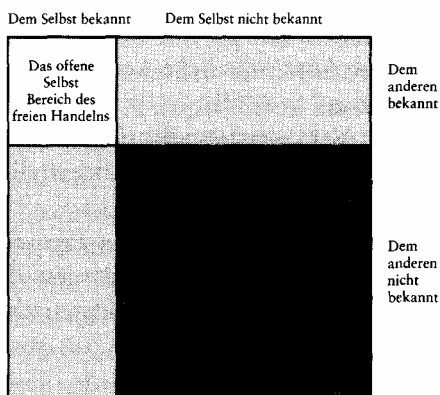 Dem Selbst bekannt Dem Selbst nicht bekannt
Das offene
Selbst
Bereich des
freien Handelns
Dem
anderen
bekannt
Dem
anderen
nicht
bekannt